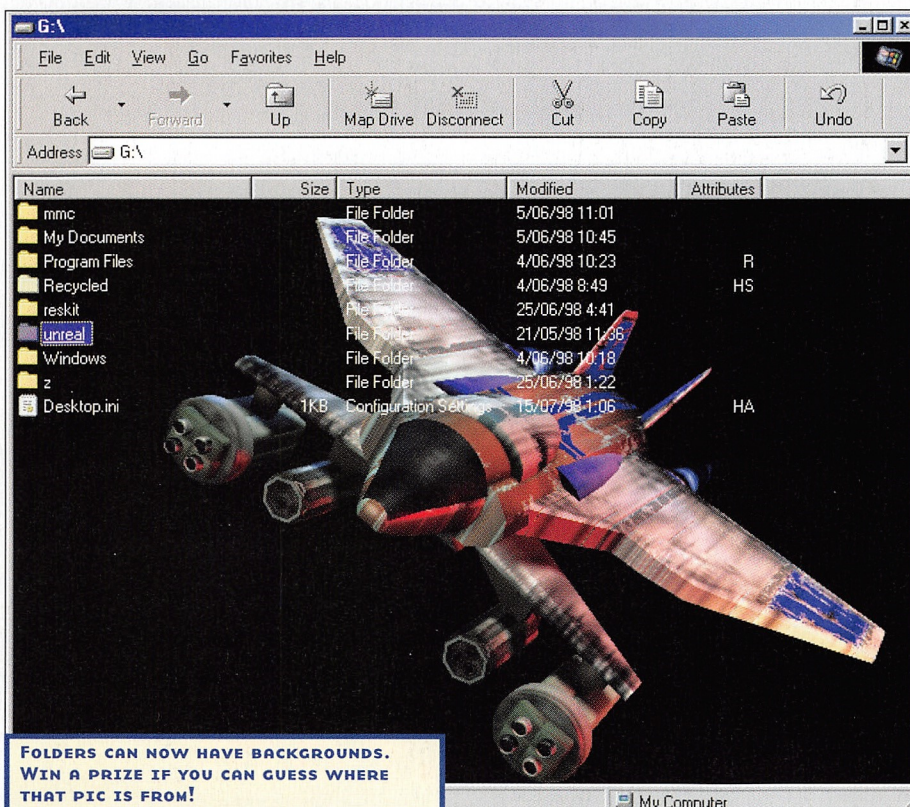 G:\
File Edit View Go Favorites Help
Back Forward Up Map Drive Disconnect Cut Copy Paste Undo
Address G:\
Name Size Type Modified Attributes
mmc File Folder 5/06/98 11:01
My Documents File Folder 5/06/98 10:45
Program Files File Folder 4/06/98 10:23 R
Recycled File Folder 4/06/98 8:49 HS
reskit File Folder 25/06/98 4:41
unreal File Folder 21/05/98 11:36
Windows File Folder 4/06/98 10:18
z File Folder 25/06/98 1:22
Desktop.ini 1KB Configuration Settings 15/07/98 1:06 HA
FOLDERS CAN NOW HAVE BACKGROUNDS.
WIN A PRIZE IF YOU CAN GUESS WHERE
THAT PIC IS FROM!
My Computer